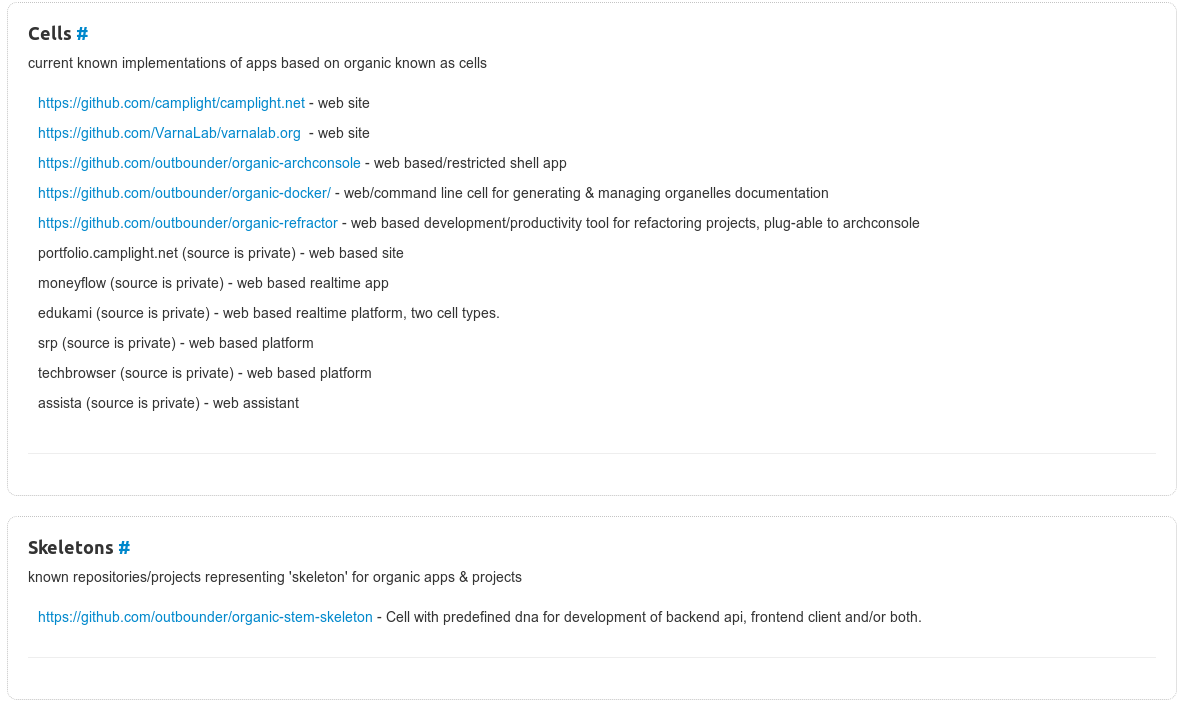 Cells #
current known implementations of apps based on organic known as cells
https://github.com/camplight/camplight.net - web site
https://github.com/VarnaLab/varnalab.org - web site
https://github.com/outbounder/organic-archconsole - web based/restricted shell app
https://github.com/outbounder/organic-docker/ - web/command line cell for generating & managing organelles documentation
https://github.com/outbounder/organic-refractor - web based development/productivity tool for refactoring projects, plug-able to archconsole
portfolio.camplight.net (source is private) - web based site
moneyflow (source is private) - web based realtime app
edukami (source is private) - web based realtime platform, two cell types.
srp (source is private) - web based platform
techbrowser (source is private) - web based platform
assista (source is private) - web assistant
Skeletons #
known repositories/projects representing 'skeleton' for organic apps & projects
https://github.com/outbounder/organic-stem-skeleton - Cell with predefined dna for development of backend api, frontend client and/or both.